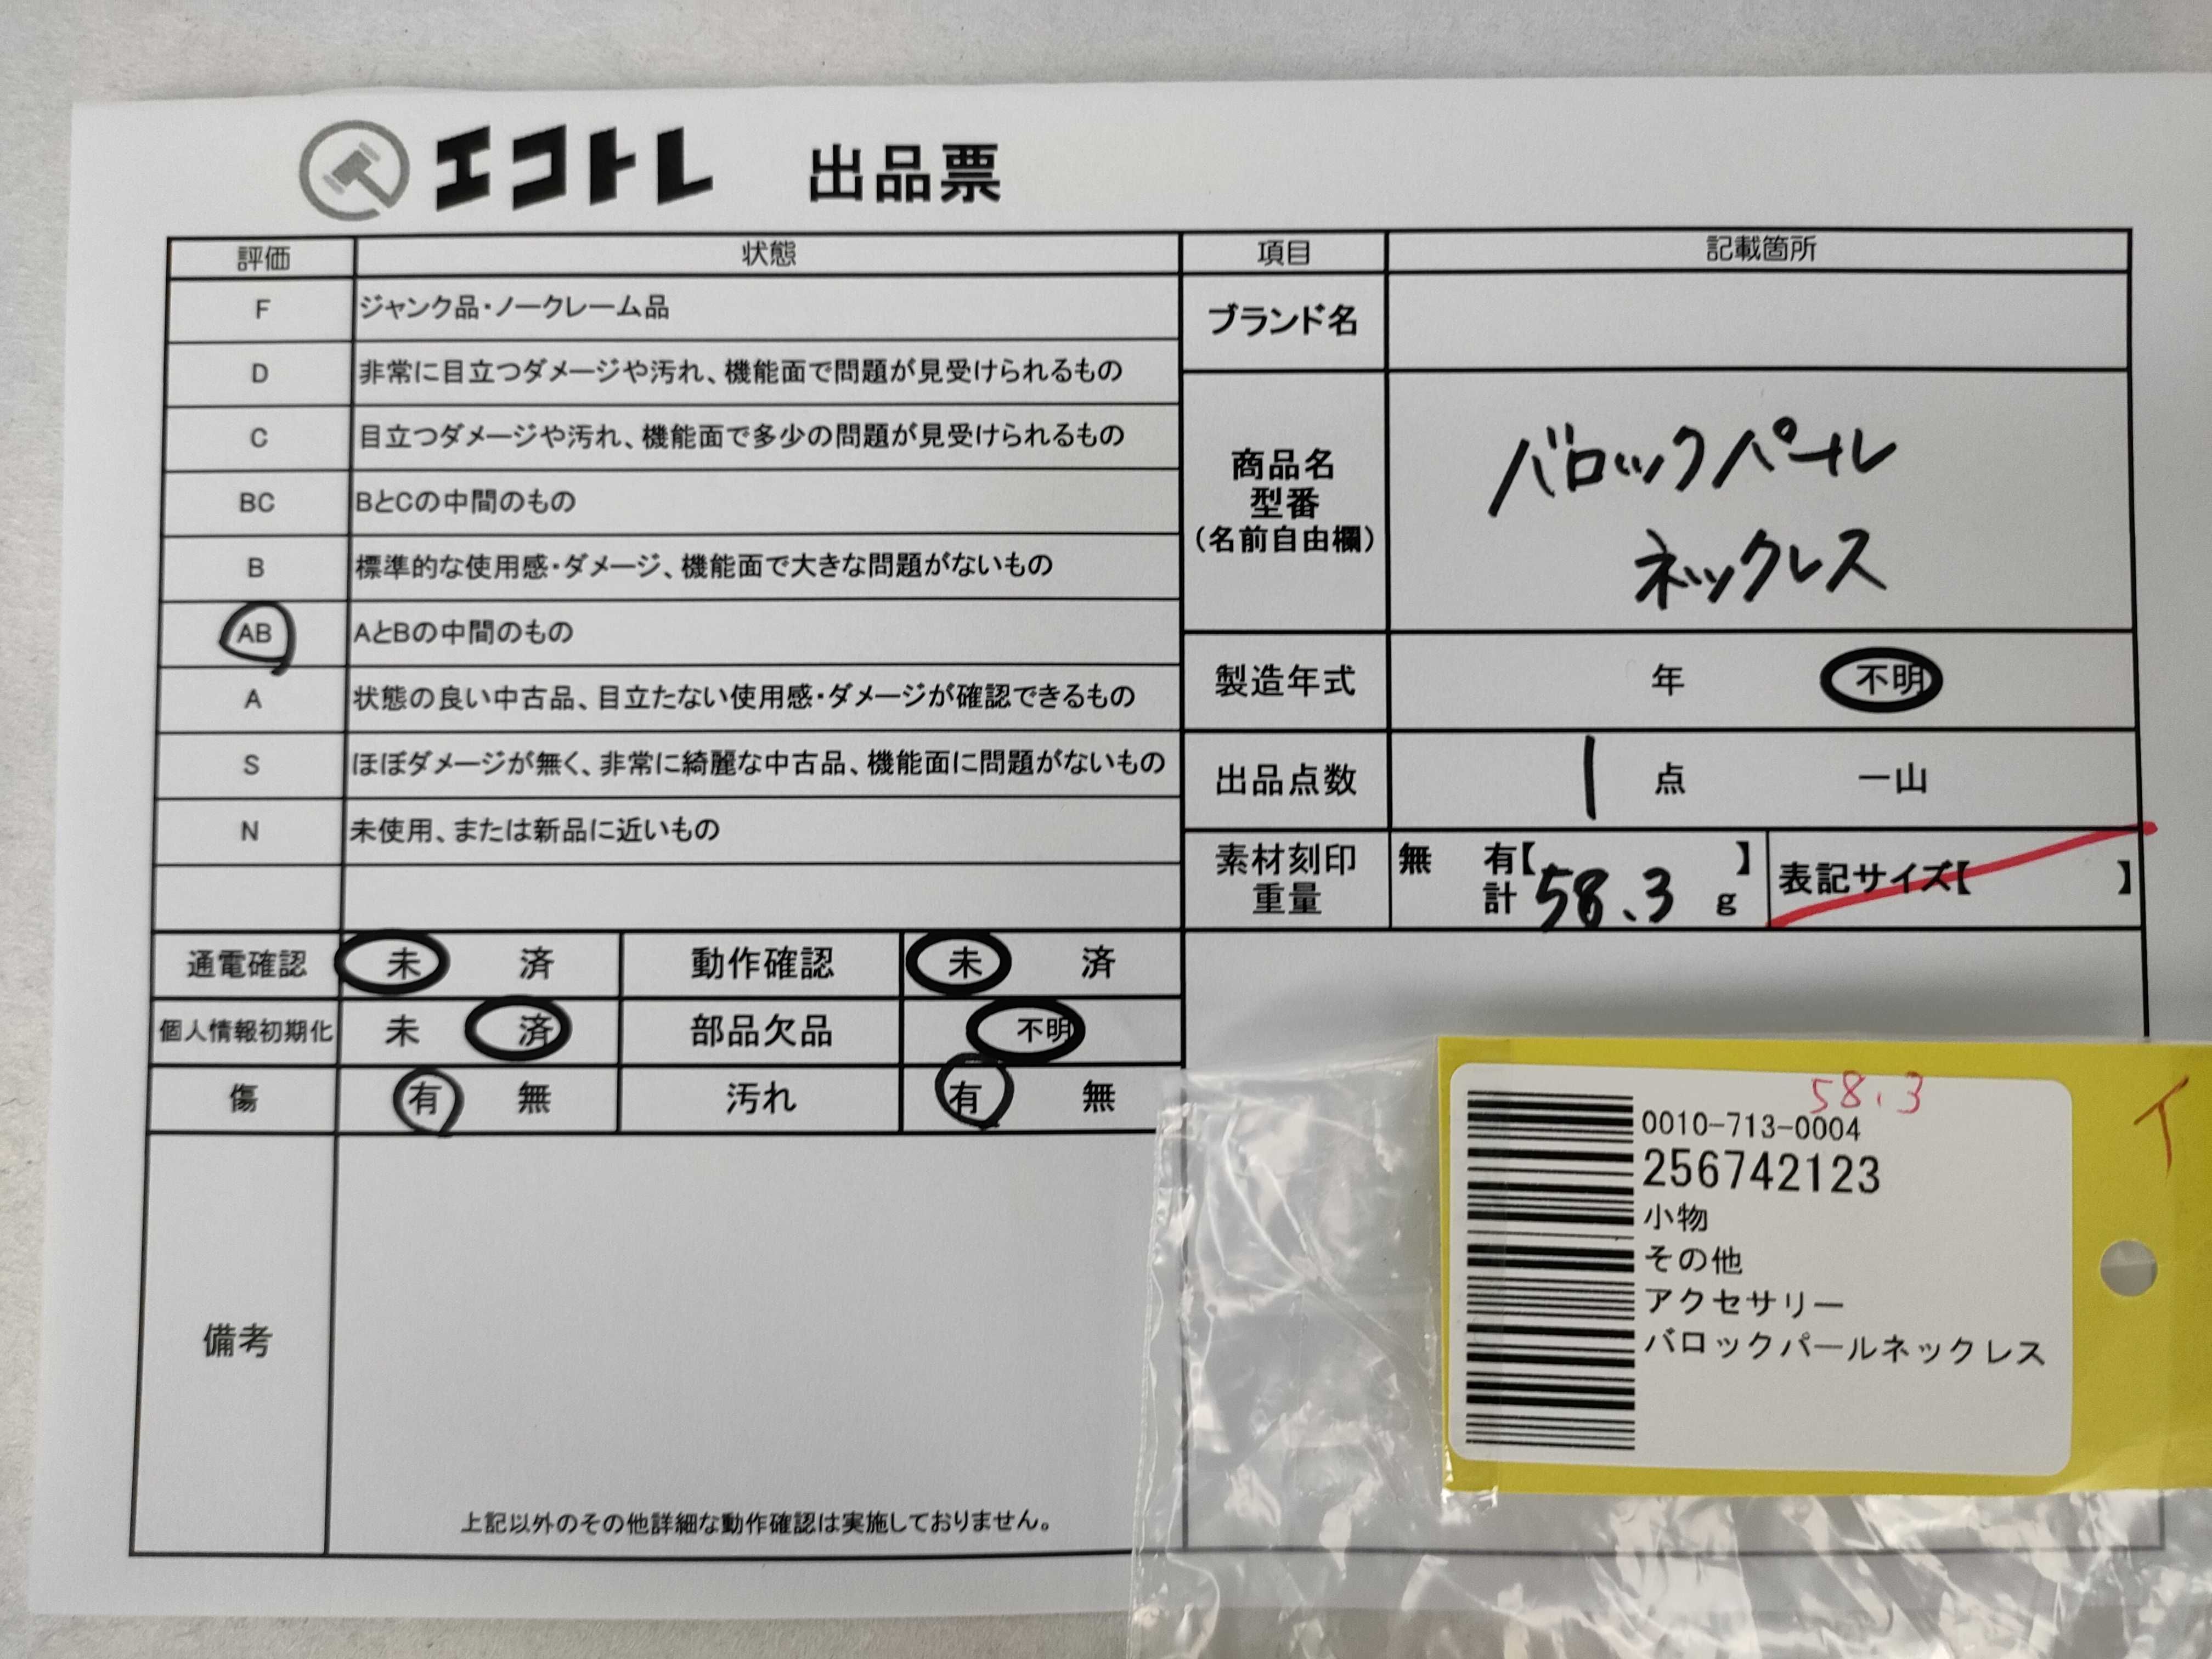 エコトレ 出品票
評価 状態
F ジャンク品・ノークレーム品
D 非常に目立つダメージや汚れ、機能面で問題が見受けられるもの
C 目立つダメージや汚れ、機能面で多少の問題が見受けられるもの
BC BとCの中間のもの
B 標準的な使用感・ダメージ、機能面で大きな問題がないもの
AB AとBの中間のもの
A 状態の良い中古品、目立たない使用感・ダメージが確認できるもの
S ほぼダメージが無く、非常に綺麗な中古品、機能面に問題がないもの
N 未使用、または新品に近いもの
通電確認 未 済 動作確認 未 済
個人情報初期化 未 済 部品欠品 不明
傷 有 無 汚れ 有 無
備考
上記以外のその他詳細な動作確認は実施しておりません。
項目 記載箇所
ブランド名
商品名
型番
(名前自由欄)
バロックパール
ネックレス
製造年式 年 不明
出品点数 1 点 一山
素材刻印
重量
無 有【 】
計 58.3 g
表記サイズ【 】
58.3
イ
0010-713-0004
256742123
小物
その他
アクセサリー
バロックパールネックレス